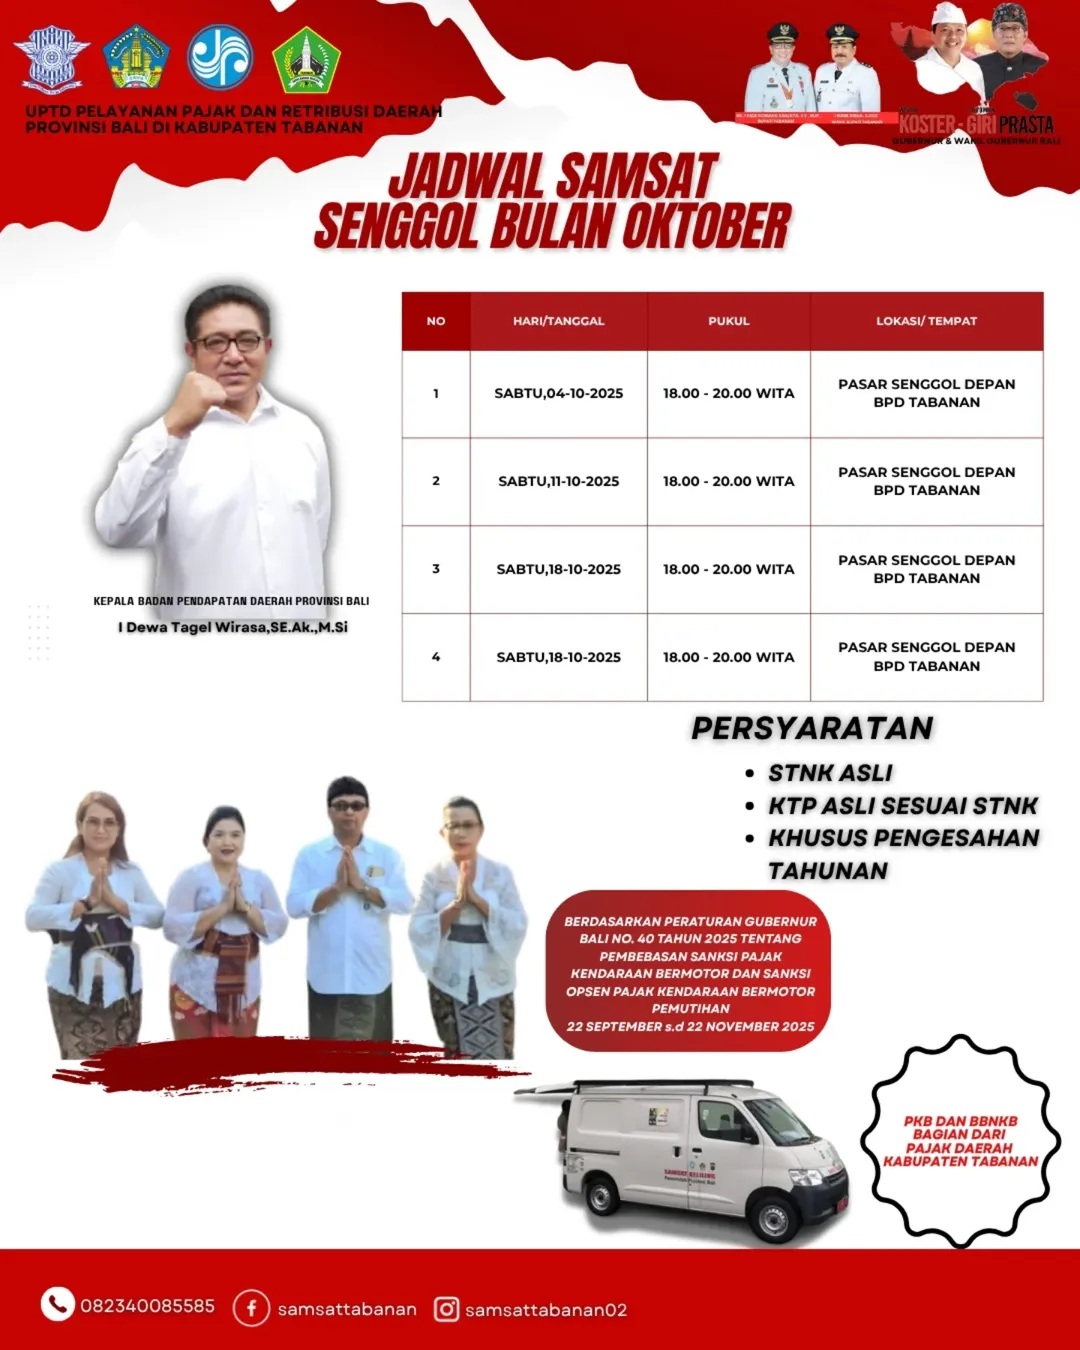 UPTD PELAYANAN PAJAK DAN RETRIBUSI DAERAH
PROVINSI BALI DI KABUPATEN TABANAN
KOSTER - GIRI PRASTA
GUBERNUR & WAKIL GUBERNUR BALI
JADWAL SAMSAT
SENGGOL BULAN OKTOBER
NO HARI/TANGGAL PUKUL LOKASI/ TEMPAT
1 SABTU,04-10-2025 18.00 - 20.00 WITA PASAR SENGGOL DEPAN
BPD TABANAN
2 SABTU,11-10-2025 18.00 - 20.00 WITA PASAR SENGGOL DEPAN
BPD TABANAN
3 SABTU,18-10-2025 18.00 - 20.00 WITA PASAR SENGGOL DEPAN
BPD TABANAN
4 SABTU,18-10-2025 18.00 - 20.00 WITA PASAR SENGGOL DEPAN
BPD TABANAN
KEPALA BADAN PENDAPATAN DAERAH PROVINSI BALI
I Dewa Tagel Wirasa,SE.Ak.,M.Si
PERSYARATAN
• STNK ASLI
• KTP ASLI SESUAI STNK
• KHUSUS PENGESAHAN
TAHUNAN
BERDASARKAN PERATURAN GUBERNUR
BALI NO. 40 TAHUN 2025 TENTANG
PEMBEBASAN SANKSI PAJAK
KENDARAAN BERMOTOR DAN SANKSI
OPSEN PAJAK KENDARAAN BERMOTOR
PEMUTIHAN
22 SEPTEMBER s.d 22 NOVEMBER 2025
SAMSAT KELILING
PKB DAN BBNKB
BAGIAN DARI
PAJAK DAERAH
KABUPATEN TABANAN
082340085585 samsattabanan samsattabanan02